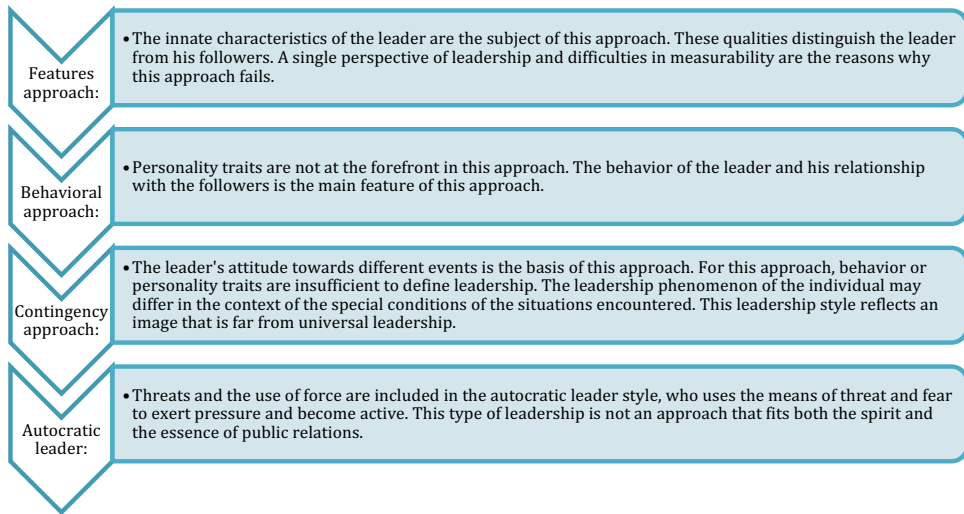 Features
approach:
•The innate characteristics of the leader are the subject of this approach. These qualities distinguish the leader
from his followers. A single perspective of leadership and difficulties in measurability are the reasons why
this approach fails.
Behavioral
approach:
•Personality traits are not at the forefront in this approach. The behavior of the leader and his relationship
with the followers is the main feature of this approach.
Contingency
approach:
•The leader's attitude towards different events is the basis of this approach. For this approach, behavior or
personality traits are insufficient to define leadership. The leadership phenomenon of the individual may
differ in the context of the special conditions of the situations encountered. This leadership style reflects an
image that is far from universal leadership.
Autocratic
leader:
•Threats and the use of force are included in the autocratic leader style, who uses the means of threat and fear
to exert pressure and become active. This type of leadership is not an approach that fits both the spirit and
the essence of public relations.